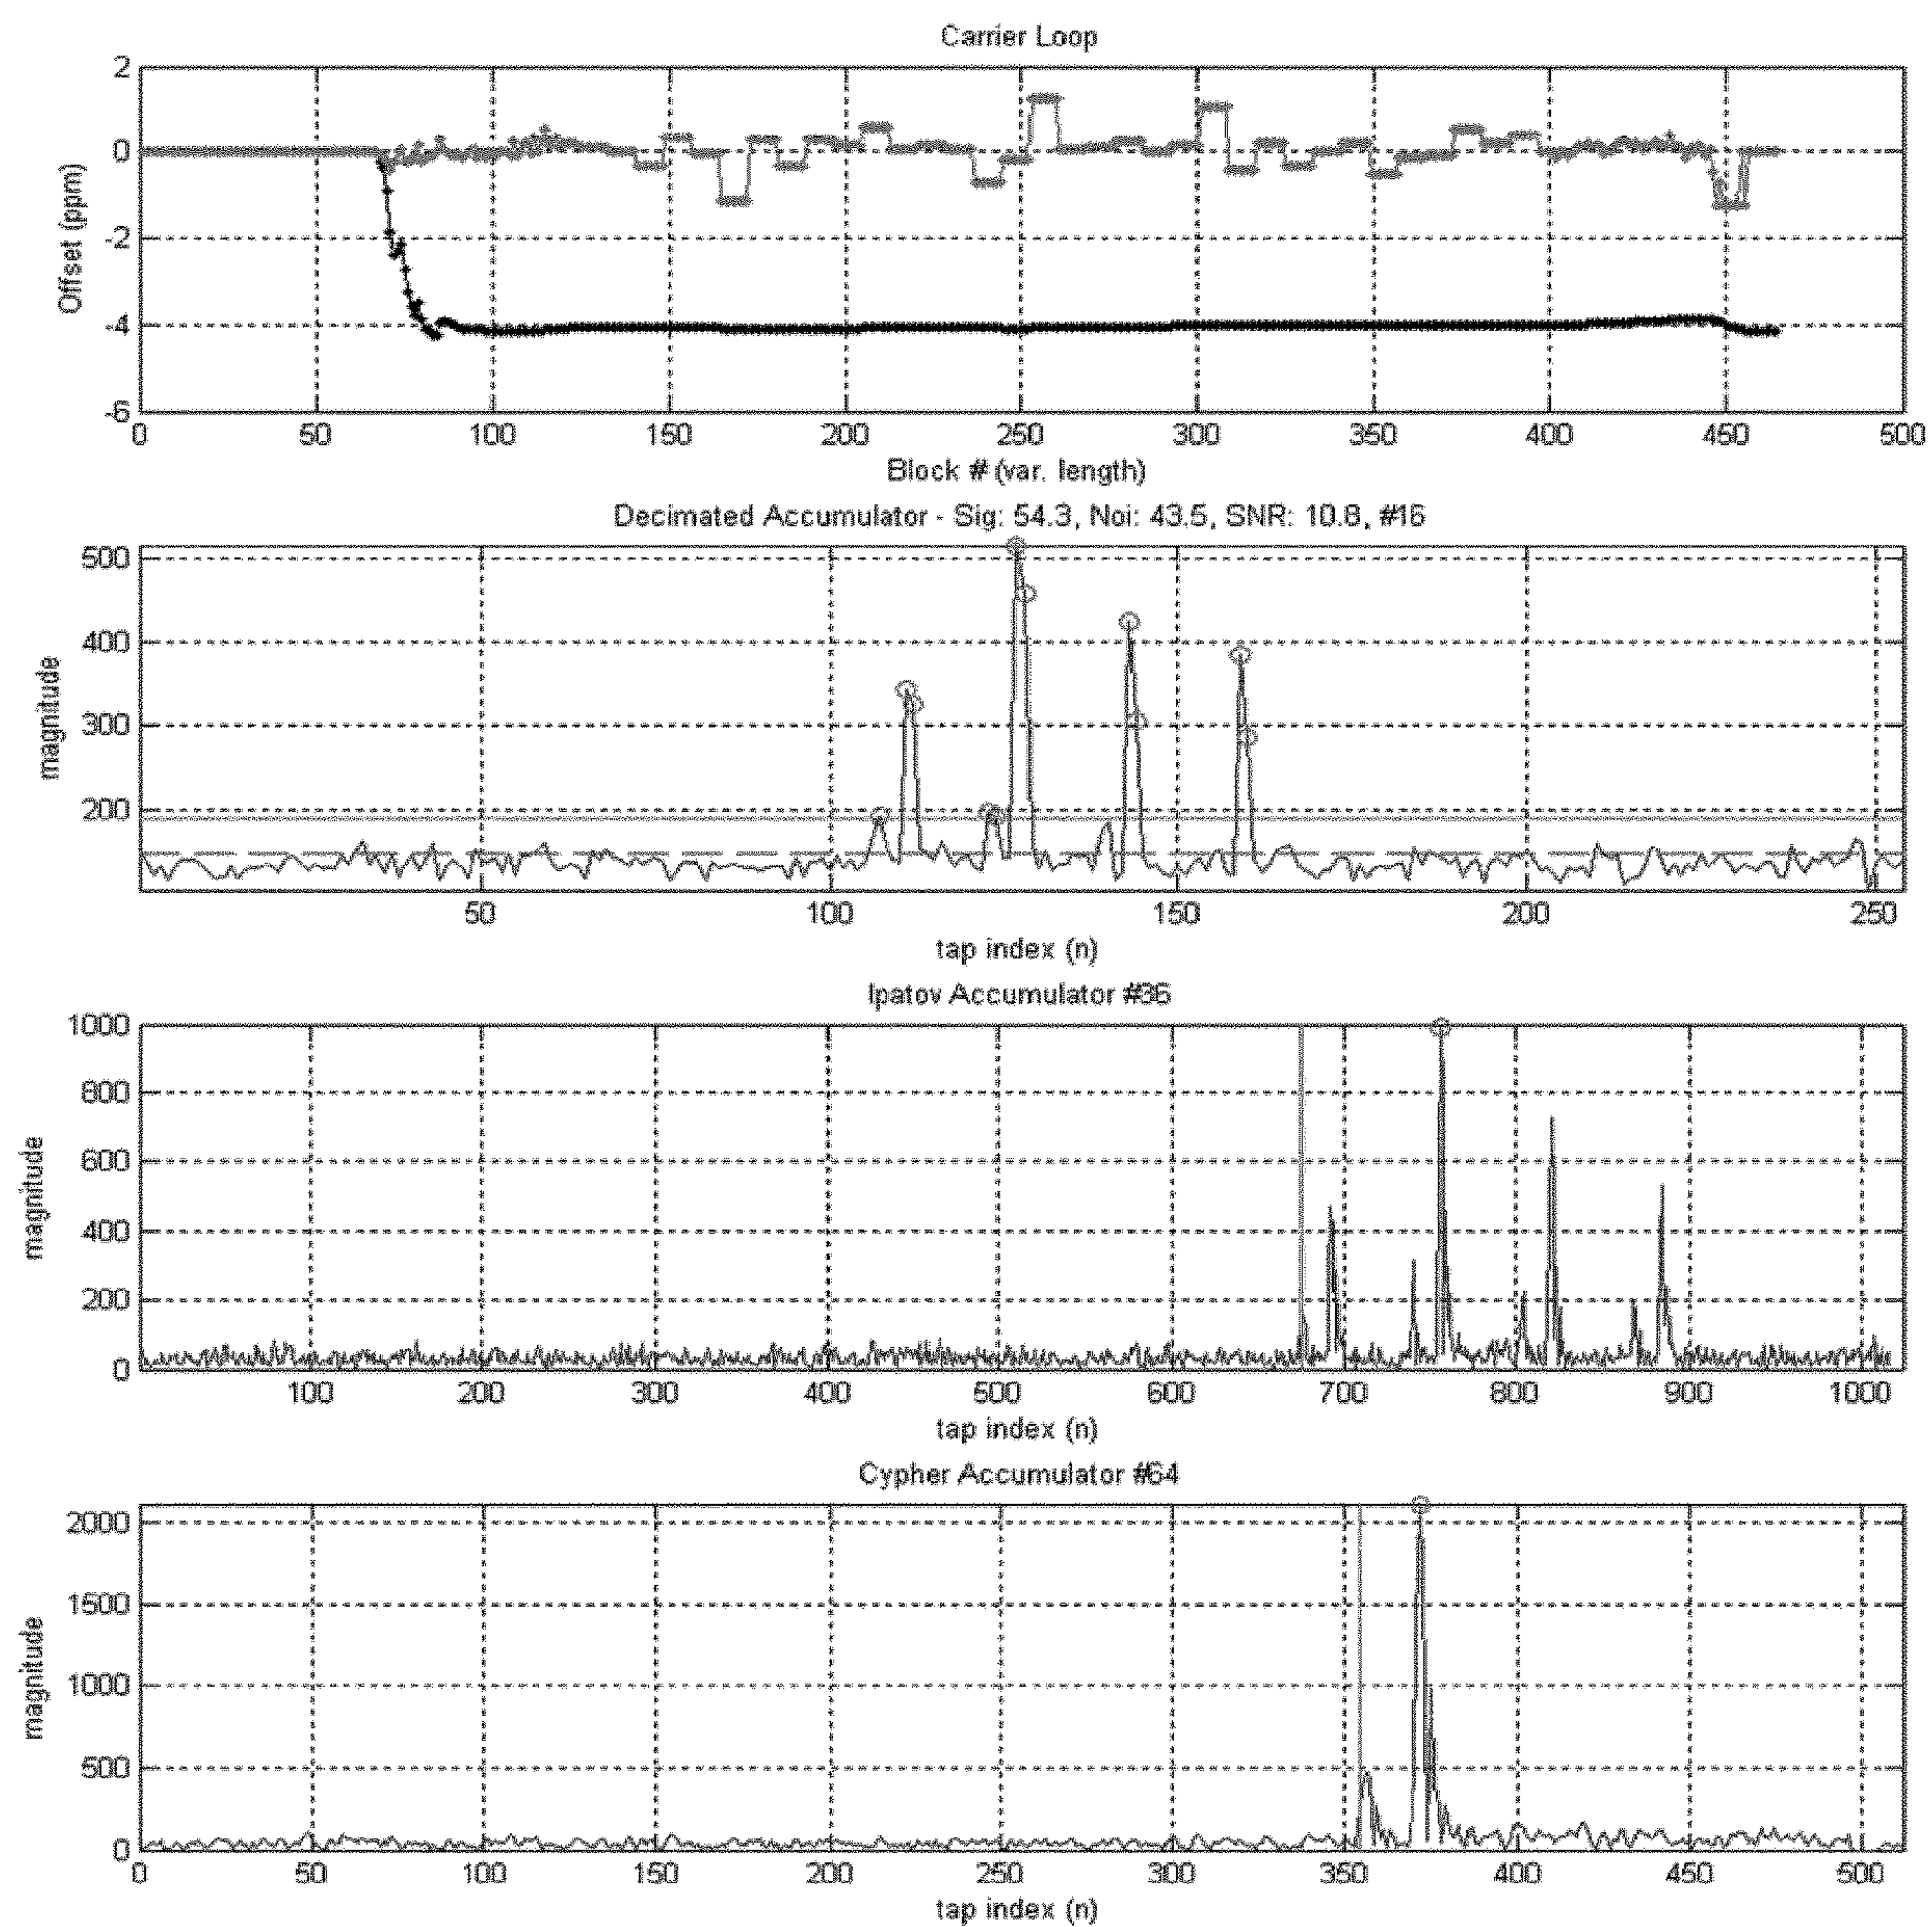 Carrier Loop
2
0
-2
-4
-6
Offset (ppm)
0 50 100 150 200 250 300 350 400 450 500
Block # (var. length)
Decimated Accumulator - Sig: 54.3, Noi: 43.5, SNR: 10.8, #16
500
400
300
200
magnitude
50 100 150 200 250
tap index (n)
Ipatov Accumulator #36
1000
800
600
400
200
0
magnitude
100 200 300 400 500 600 700 800 900 1000
tap index (n)
Cypher Accumulator #64
2000
1500
1000
500
0
magnitude
0 50 100 150 200 250 300 350 400 450 500
tap index (n)